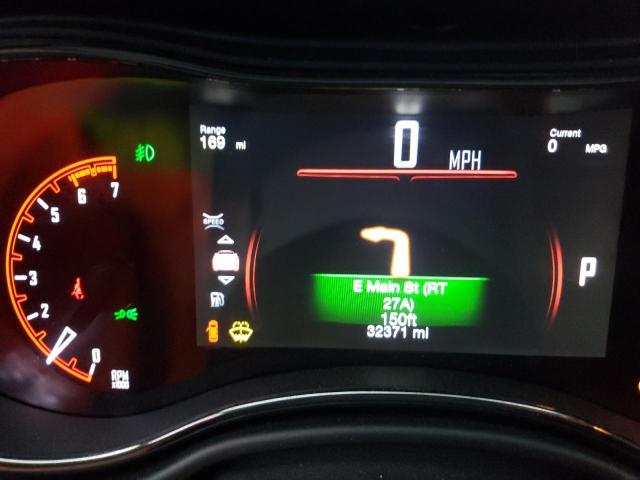 Range
169 mi
0 MPH
Current
0 MPG
7
6
5
4
3
2
0
RPM
x1000
SPEED
P
E Main St (RT
27A)
150ft
32371 mi